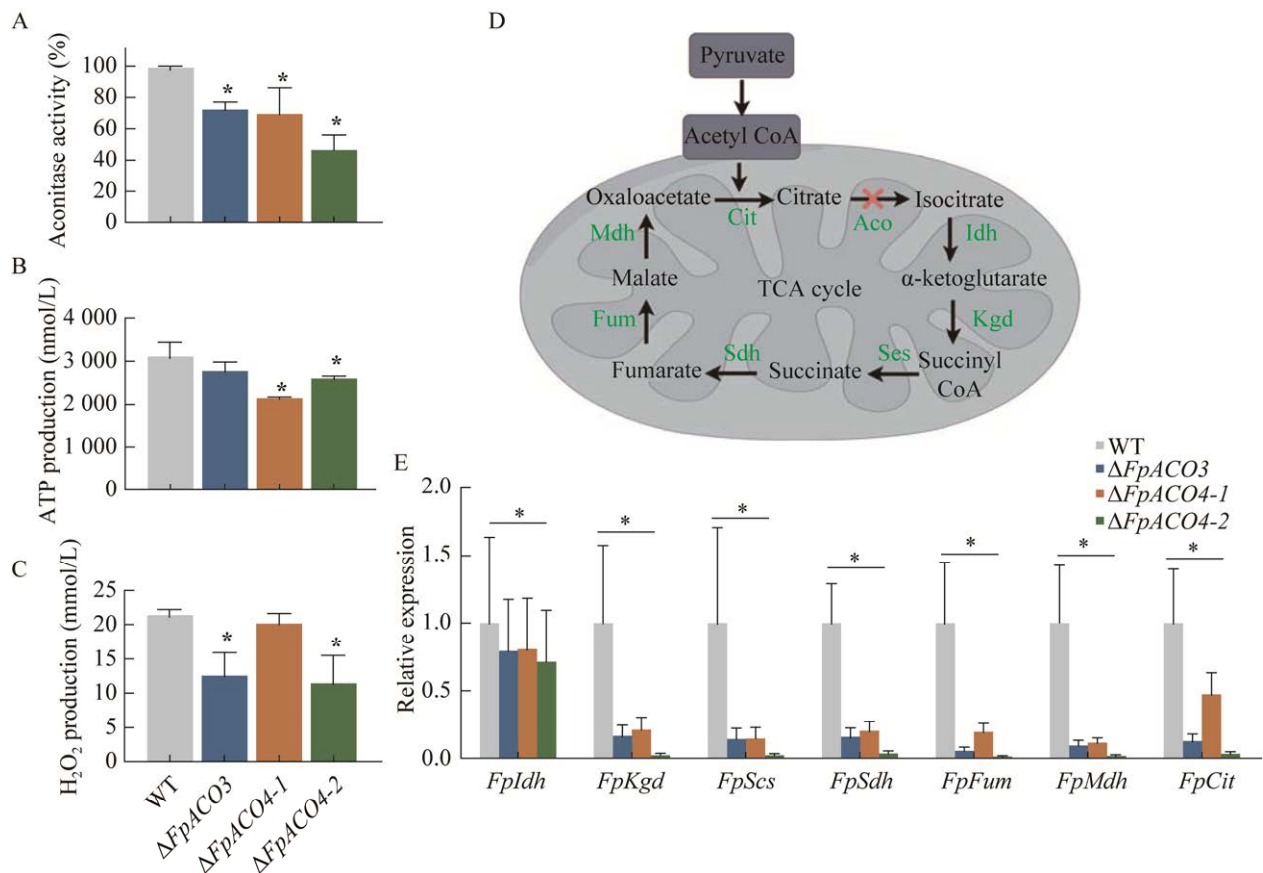 A
Aconitase activity (%)
100
80
60
40
20
0
* * *
B
ATP production (nmol/L)
4 000
3 000
2 000
1 000
0
* *
C
H₂O₂ production (mmol/L)
25
20
15
10
5
0
* *
WT
ΔFpACO3
ΔFpACO4-1
ΔFpACO4-2
D
Pyruvate
Acetyl CoA
Oxaloacetate
Citrate
Isocitrate
Cit
Aco
Mdh
Idh
Malate
TCA cycle
α-ketoglutarate
Fum
Kgd
Sdh
Ses
Fumarate
Succinate
Succinyl
CoA
E
WT
ΔFpACO3
ΔFpACO4-1
ΔFpACO4-2
Relative expression
2.0
1.5
1.0
0.5
0.0
* * * * * * *
FpIdh FpKgd FpScs FpSdh FpFum FpMdh FpCit